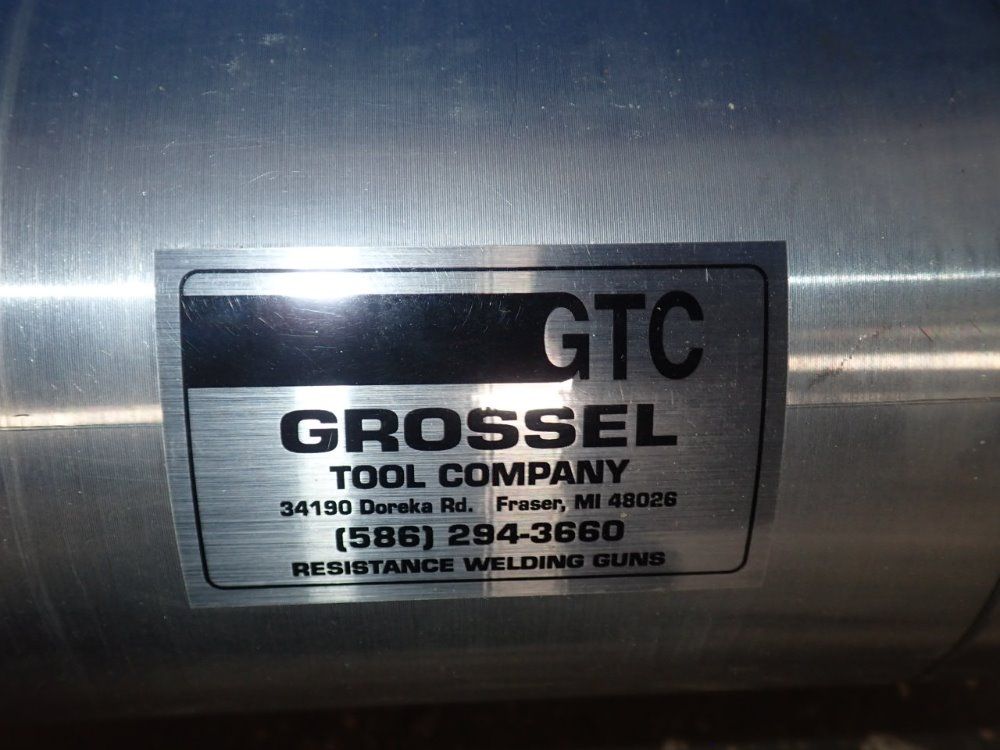 GTC
GROSSEL
TOOL COMPANY
34190 Doreka Rd. Fraser, MI 48026
(586) 294-3660
RESISTANCE WELDING GUNS